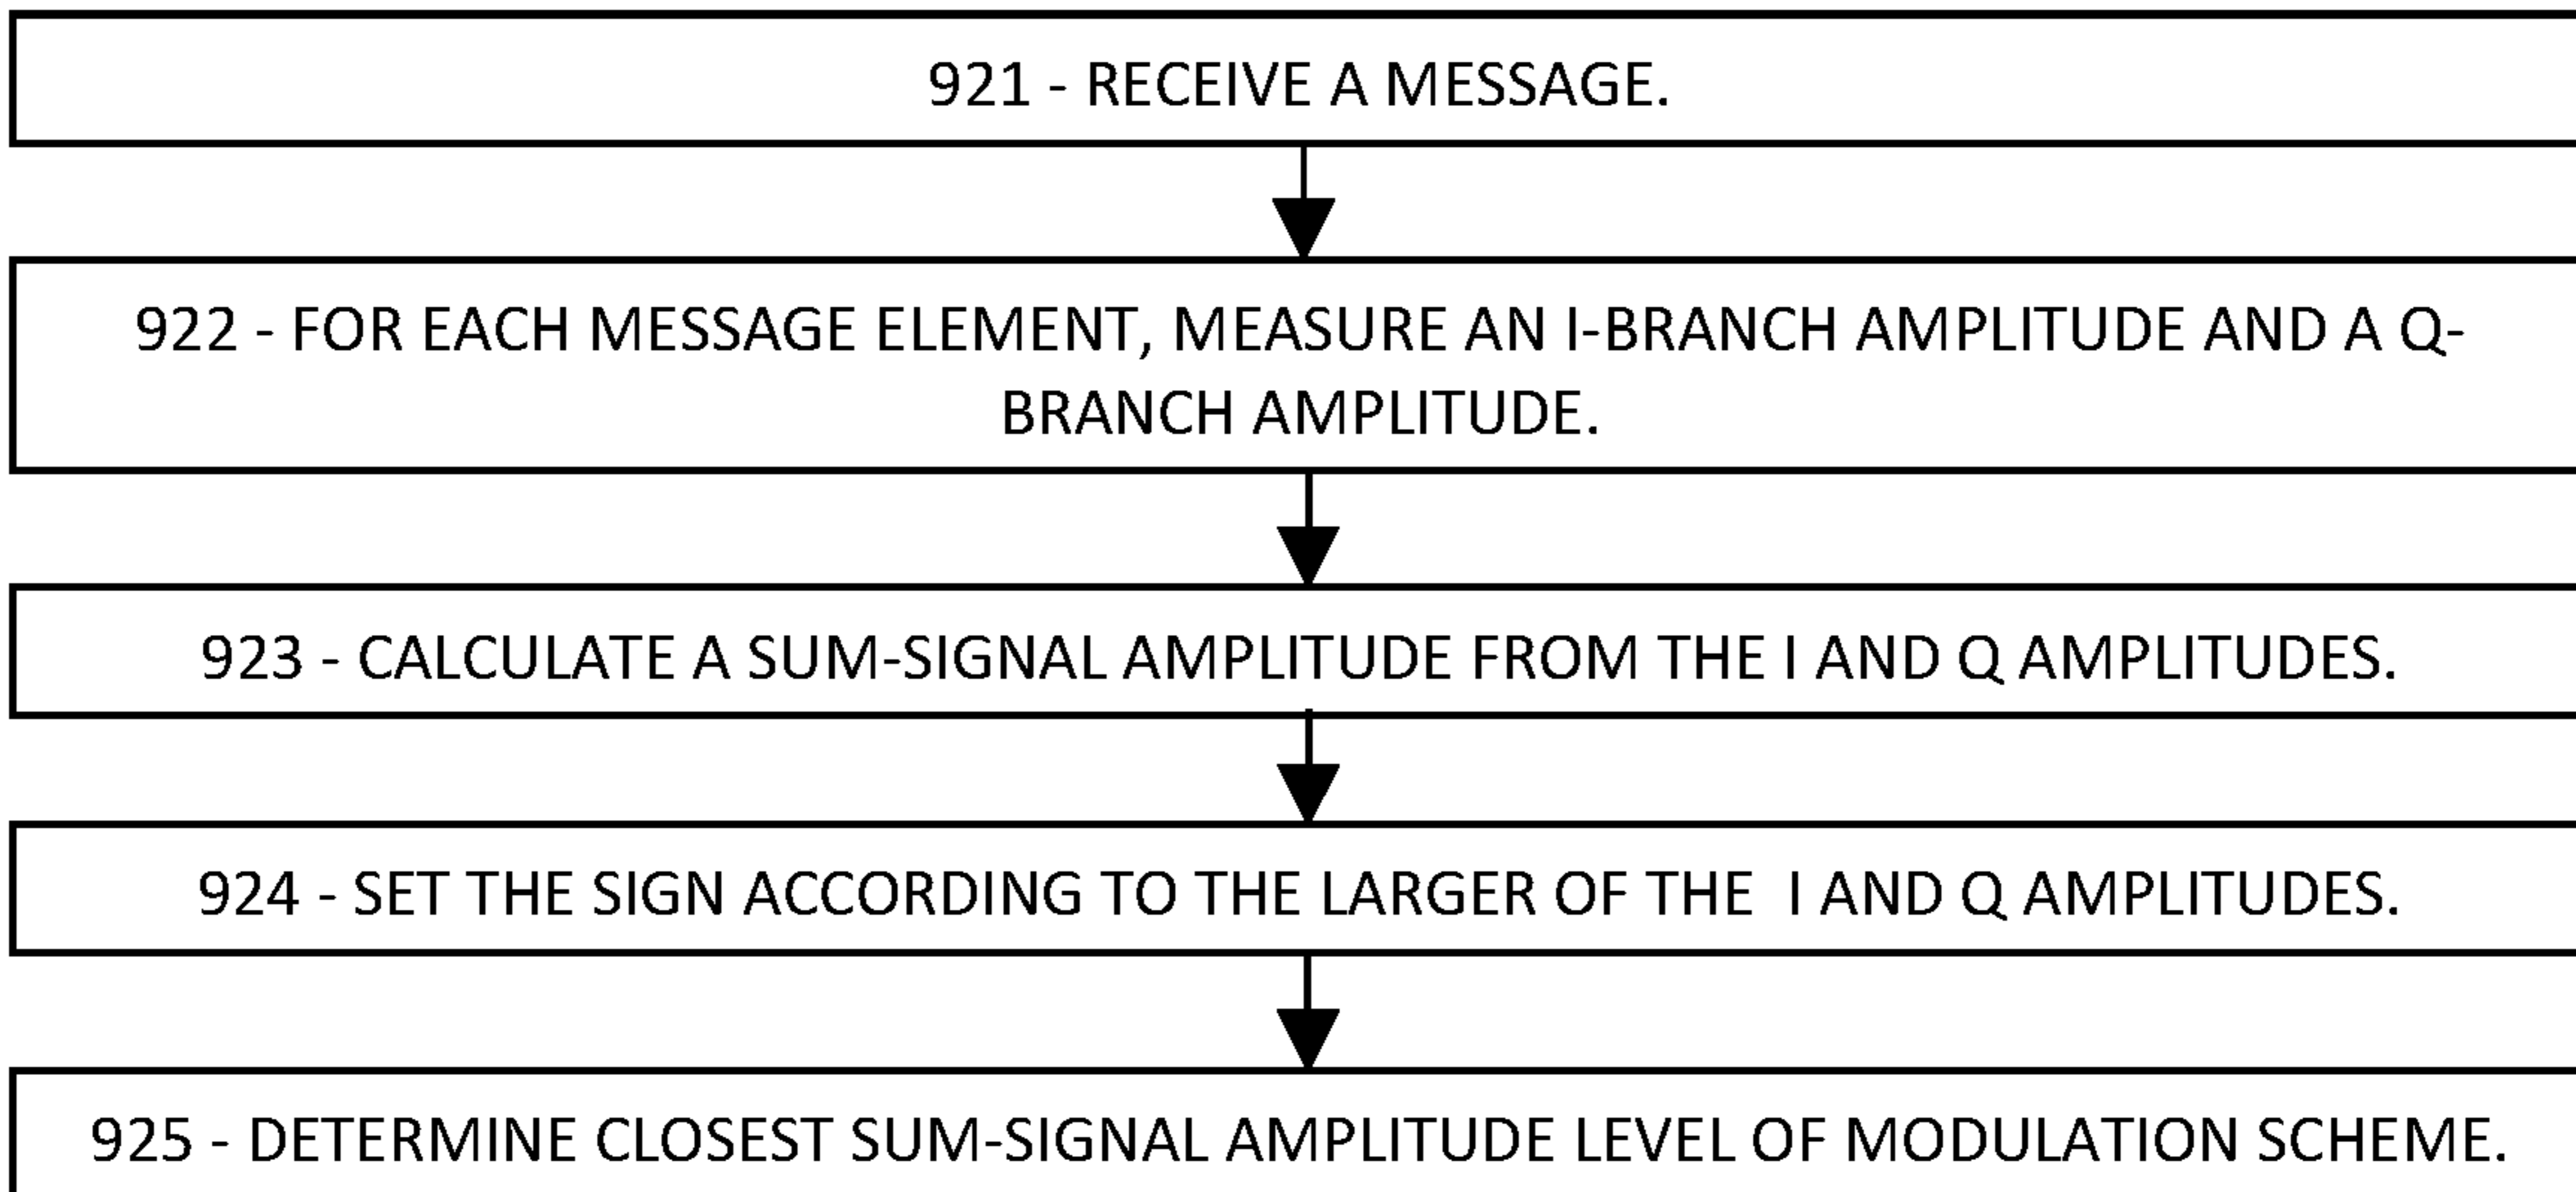 921 - RECEIVE A MESSAGE.
922 - FOR EACH MESSAGE ELEMENT, MEASURE AN I-BRANCH AMPLITUDE AND A Q-
BRANCH AMPLITUDE.
923 - CALCULATE A SUM-SIGNAL AMPLITUDE FROM THE I AND Q AMPLITUDES.
924 - SET THE SIGN ACCORDING TO THE LARGER OF THE  I AND Q AMPLITUDES.
925 - DETERMINE CLOSEST SUM-SIGNAL AMPLITUDE LEVEL OF MODULATION SCHEME.